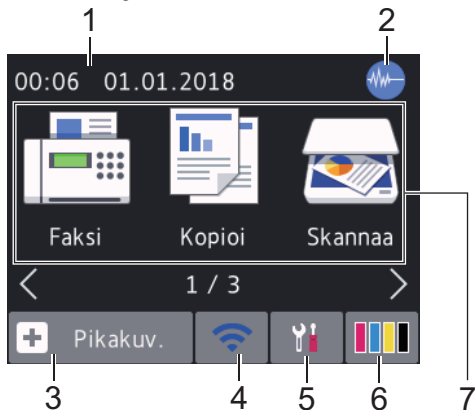 1 2
00:06 01.01.2018
Faksi Kopioi Skannaa
1 / 3
Pikakuv.
3 4 5 6 7